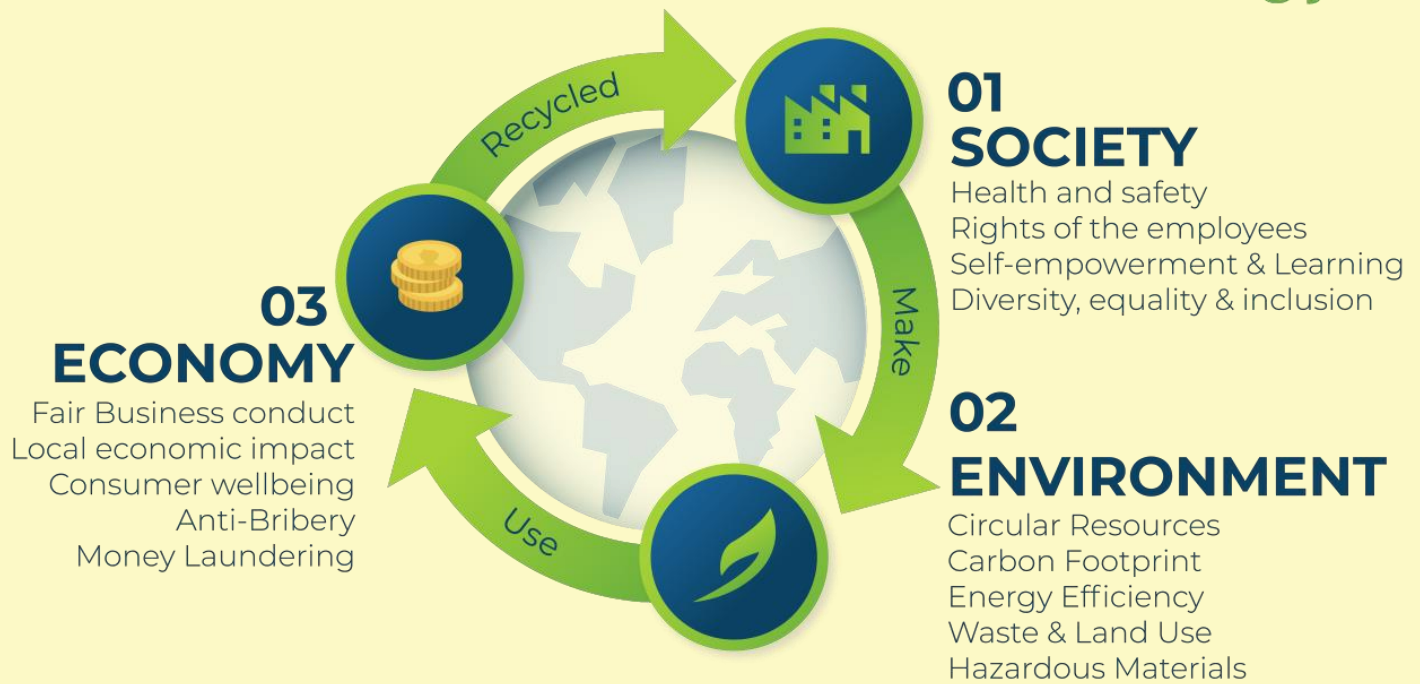 Recycled
01
SOCIETY
Health and safety
Rights of the employees
Self-empowerment & Learning
Diversity, equality & inclusion
Make
03
ECONOMY
Fair Business conduct
Local economic impact
Consumer wellbeing
Anti-Bribery
Money Laundering
02
ENVIRONMENT
Circular Resources
Carbon Footprint
Energy Efficiency
Waste & Land Use
Hazardous Materials
Use